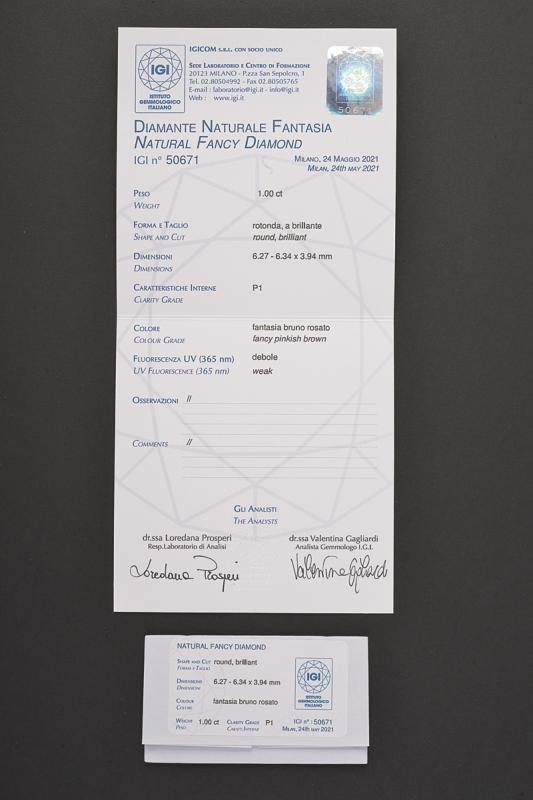 IGICOM S.R.L. CON SOCIO UNICO
SEDE LABORATORIO E CENTRO DI FORMAZIONE
20123 MILANO - P.zza San Sepolcro, 1
Tel. 02.80504992 - Fax 02.80505765
E-mail : laboratorio@igi.it - info@igi.it
Web : www.igi.it
IGI
ISTITUTO
GEMMOLOGICO
ITALIANO
50671
DIAMANTE NATURALE FANTASIA
NATURAL FANCY DIAMOND
IGI n° 50671
MILANO, 24 MAGGIO 2021
MILAN, 24th MAY 2021
PESO 1.00 ct
WEIGHT
FORMA E TAGLIO rotonda, a brillante
SHAPE AND CUT round, brilliant
DIMENSIONI 6.27 - 6.34 x 3.94 mm
DIMENSIONS
CARATTERISTICHE INTERNE P1
CLARITY GRADE
COLORE fantasia bruno rosato
COLOUR GRADE fancy pinkish brown
FLUORESCENZA UV (365 nm) debole
UV FLUORESCENCE (365 nm) weak
OSSERVAZIONI //
COMMENTS //
GLI ANALISTI
THE ANALYSTS
dr.ssa Loredana Prosperi
Resp.Laboratorio di Analisi
dr.ssa Valentina Gagliardi
Analista Gemmologo I.G.I.
Loredana Prosperi
Valentina Gagliardi
NATURAL FANCY DIAMOND
SHAPE AND CUT round, brilliant
FORMA E TAGLIO
DIMENSIONS 6.27 - 6.34 x 3.94 mm
DIMENSIONI
COLOUR fantasia bruno rosato
COLORE
WEIGHT 1.00 ct CLARITY GRADE P1
PESO CARATT.INTERNE
IGI
ISTITUTO
GEMMOLOGICO
ITALIANO
IGI n° : 50671
MILAN, 24th MAY 2021